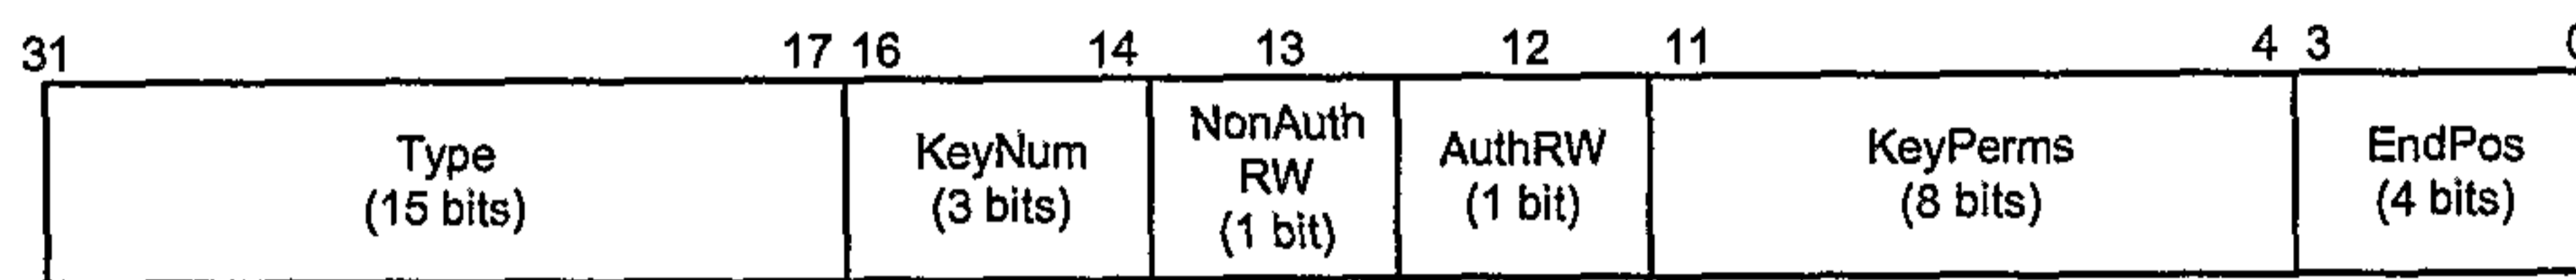 31 17 16 14 13 12 11 4 3
Type
(15 bits)
KeyNum
(3 bits)
NonAuth
RW
(1 bit)
AuthRW
(1 bit)
KeyPerms
(8 bits)
EndPos
(4 bits)